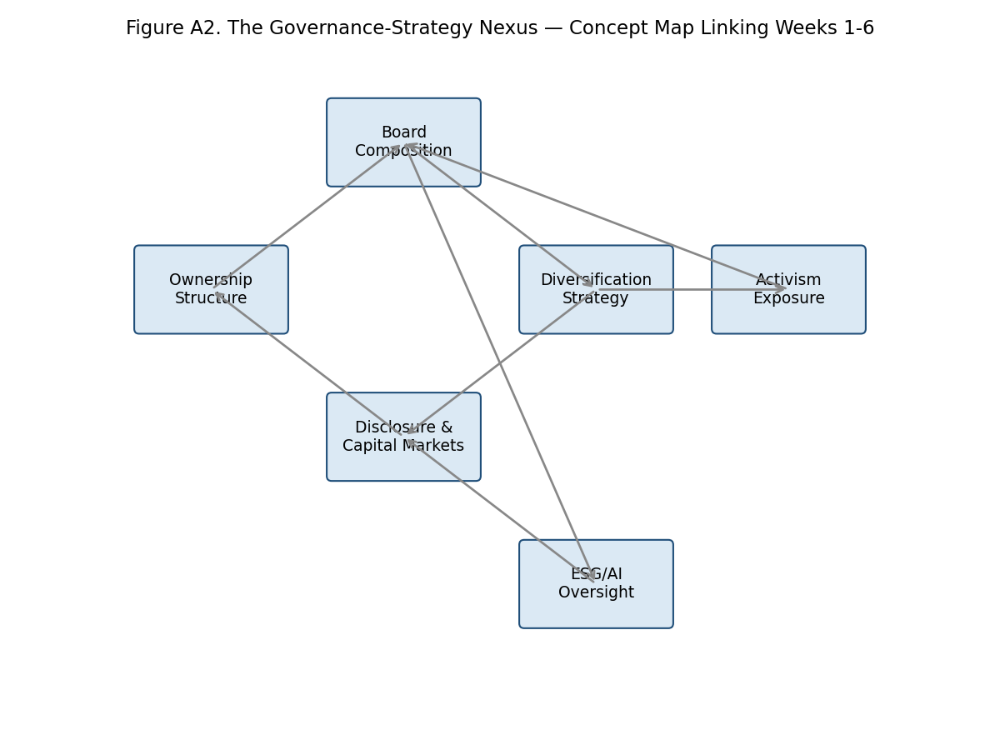 Figure A2. The Governance-Strategy Nexus — Concept Map Linking Weeks 1-6
Board
Composition
Ownership
Structure
Diversification
Strategy
Activism
Exposure
Disclosure &
Capital Markets
ESG/AI
Oversight